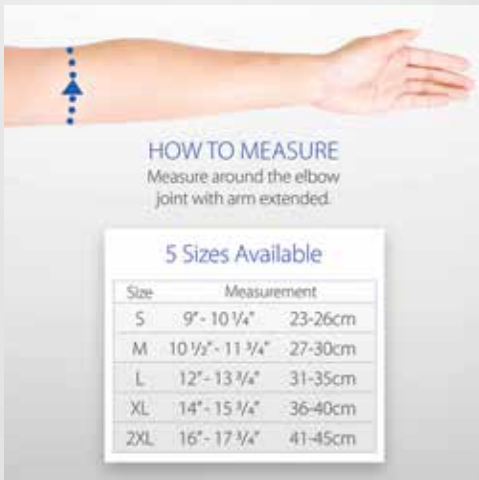 HOW TO MEASURE
Measure around the elbow
joint with arm extended.
5 Sizes Available
Size Measurement
S 9" - 10 1/4" 23-26cm
M 10 1/2" - 11 3/4" 27-30cm
L 12" - 13 3/4" 31-35cm
XL 14" - 15 3/4" 36-40cm
2XL 16" - 17 3/4" 41-45cm